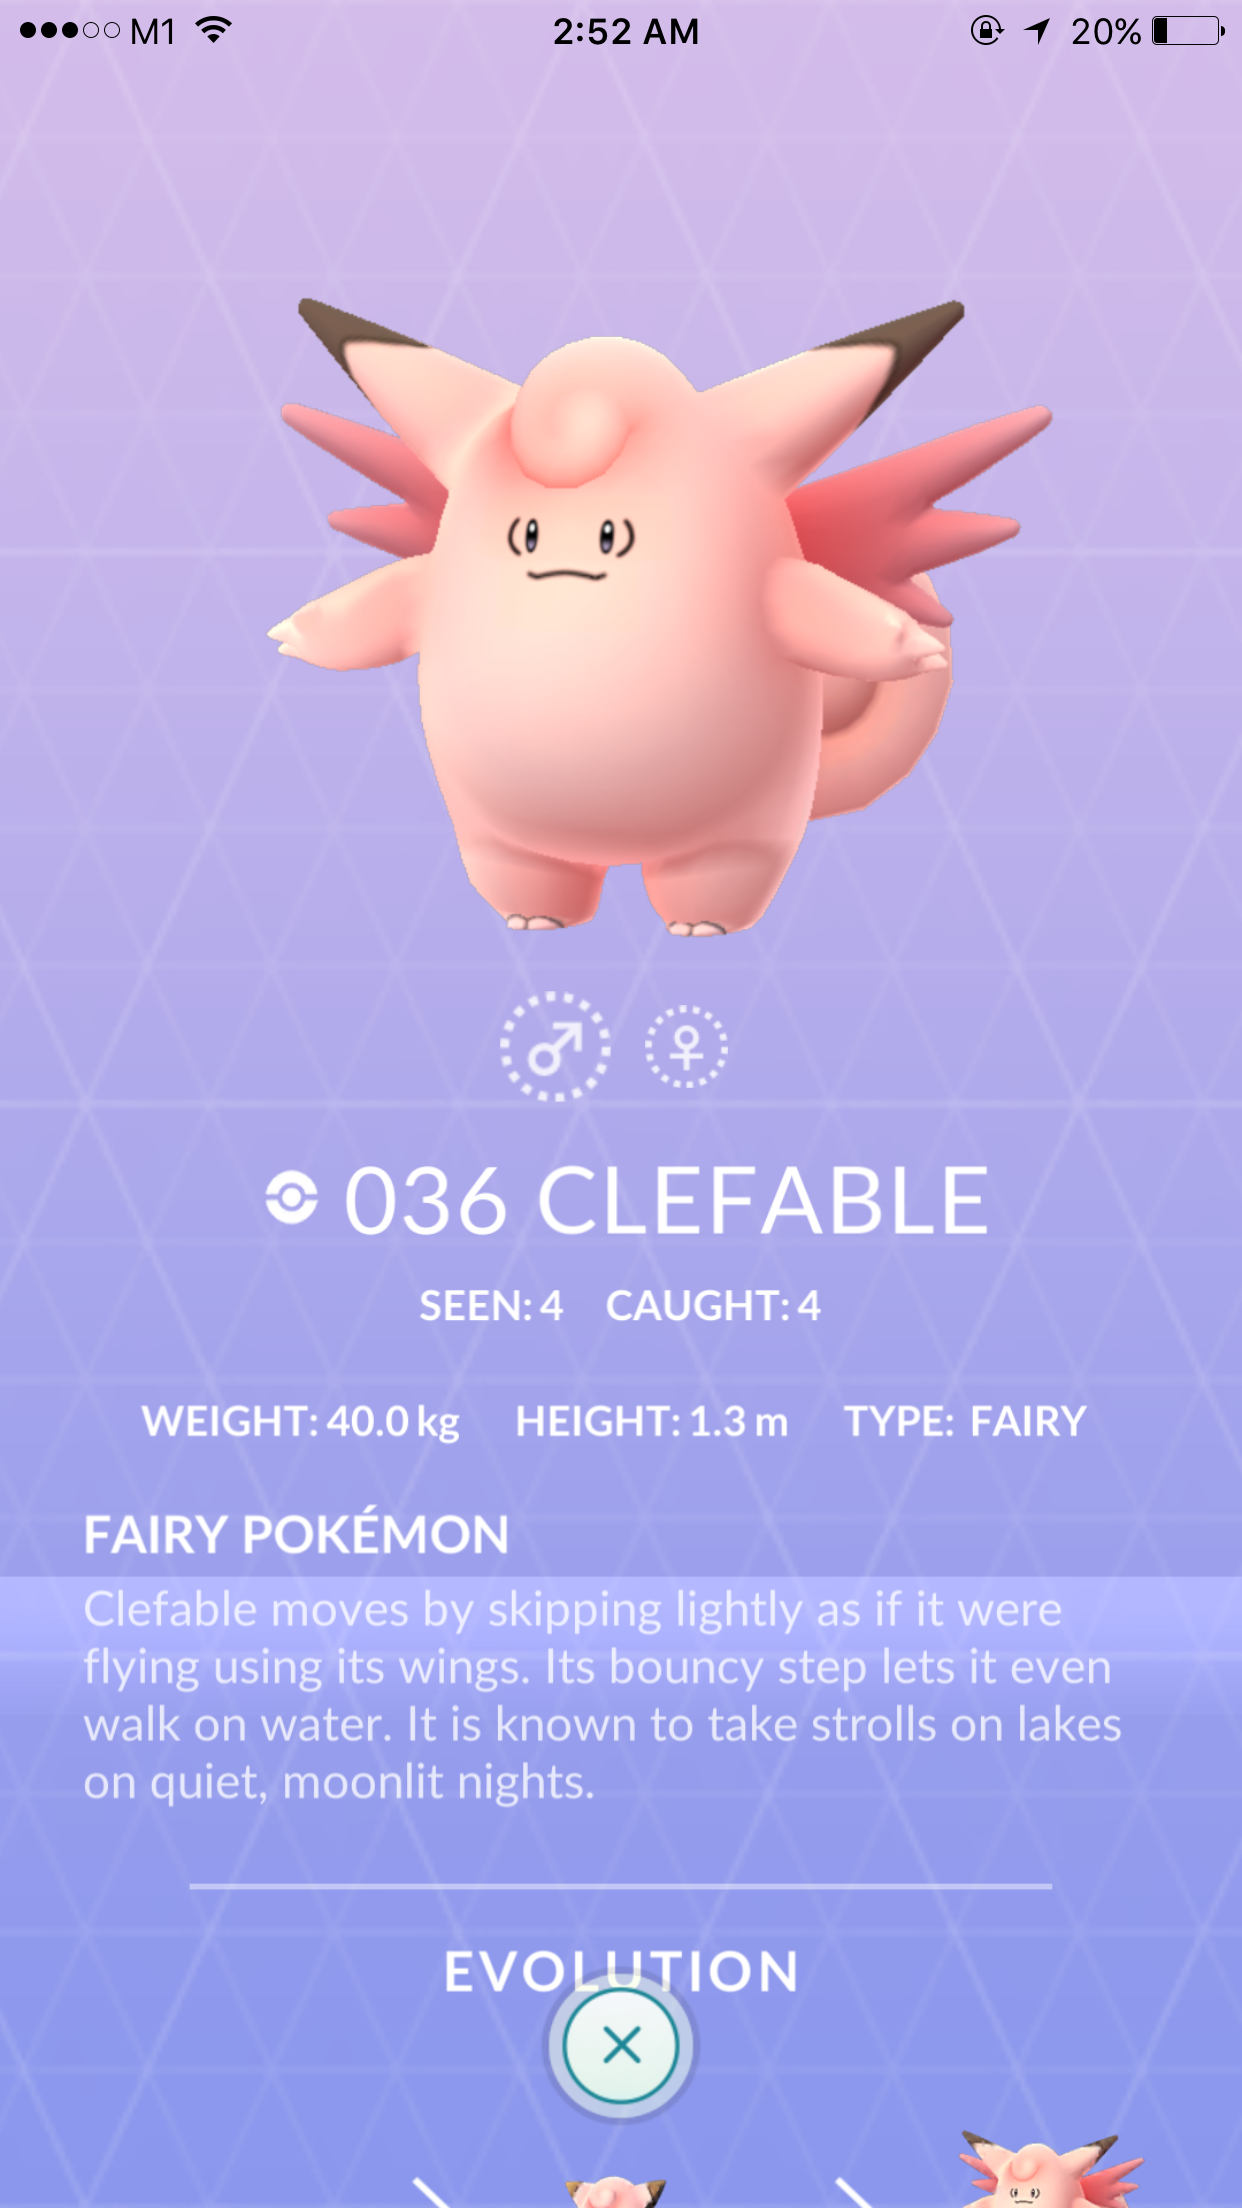 M1 2:52 AM 20%
036 CLEFABLE
SEEN: 4 CAUGHT: 4
WEIGHT: 40.0 kg HEIGHT: 1.3 m TYPE: FAIRY
FAIRY POKÉMON
Clefable moves by skipping lightly as if it were
flying using its wings. Its bouncy step lets it even
walk on water. It is known to take strolls on lakes
on quiet, moonlit nights.
EVOLUTION